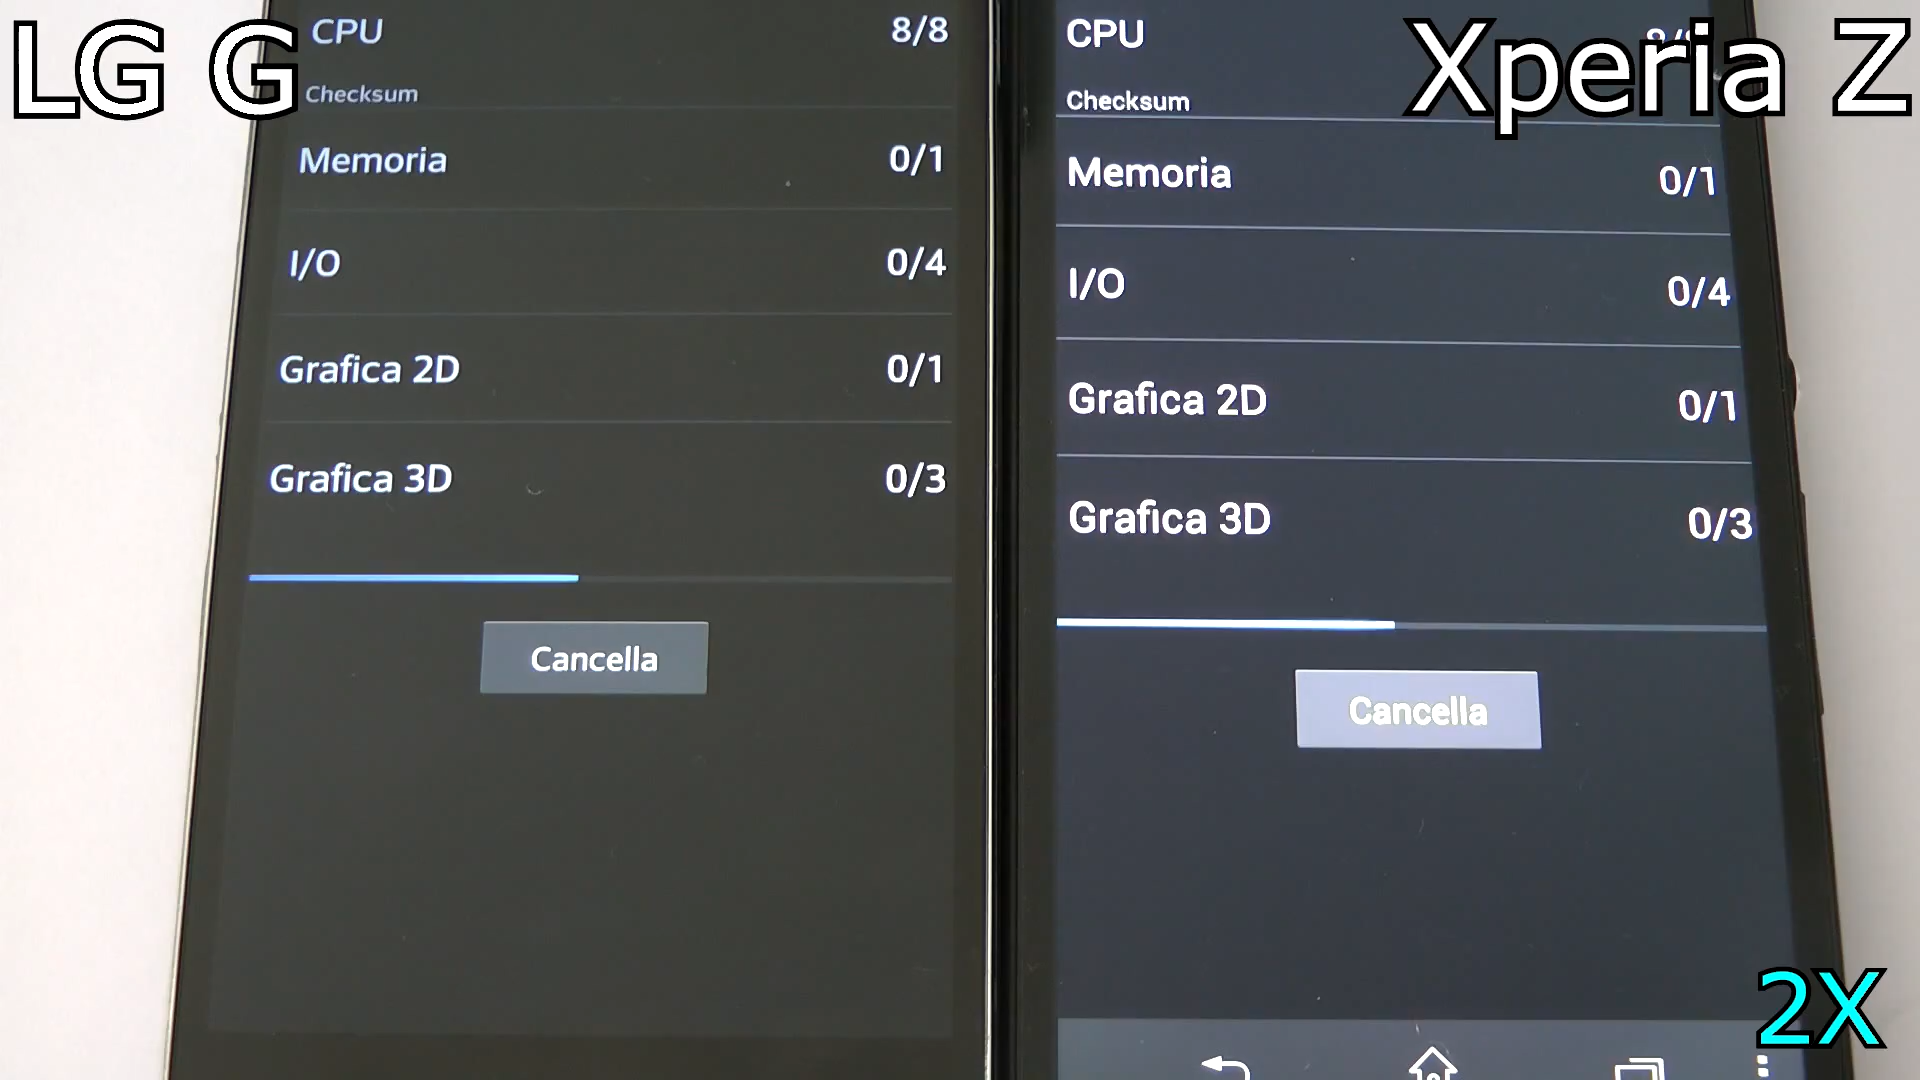 LG G
Xperia Z
CPU 8/8
Checksum
Memoria 0/1
I/O 0/4
Grafica 2D 0/1
Grafica 3D 0/3
Cancella
CPU
Checksum
Memoria 0/1
I/O 0/4
Grafica 2D 0/1
Grafica 3D 0/3
Cancella
2X